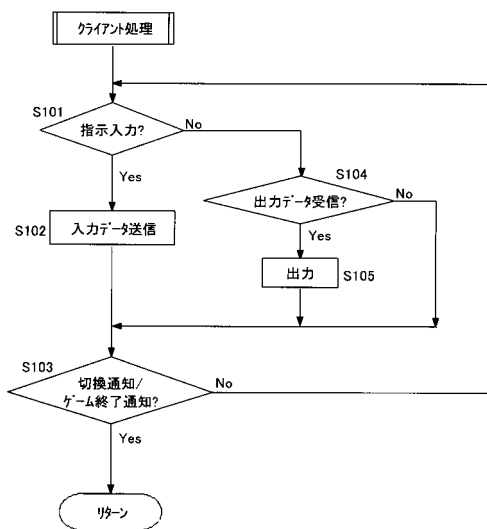 クライアント処理
S101
指示入力?
No
Yes
S104
出力データ受信?
No
S102
入力データ送信
Yes
出力
S105
S103
切換通知/
ゲーム終了通知?
No
Yes
リターン